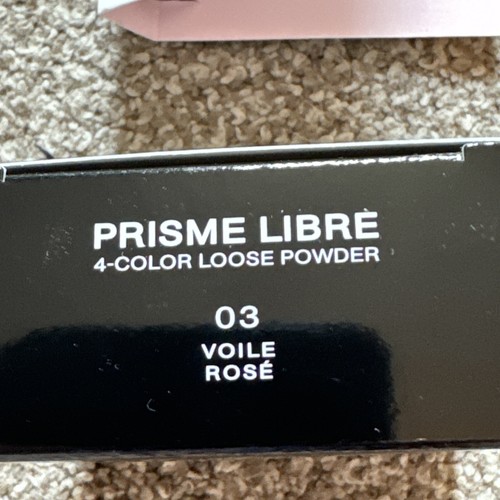 PRISME LIBRE
4-COLOR LOOSE POWDER
03
VOILE
ROSÉ